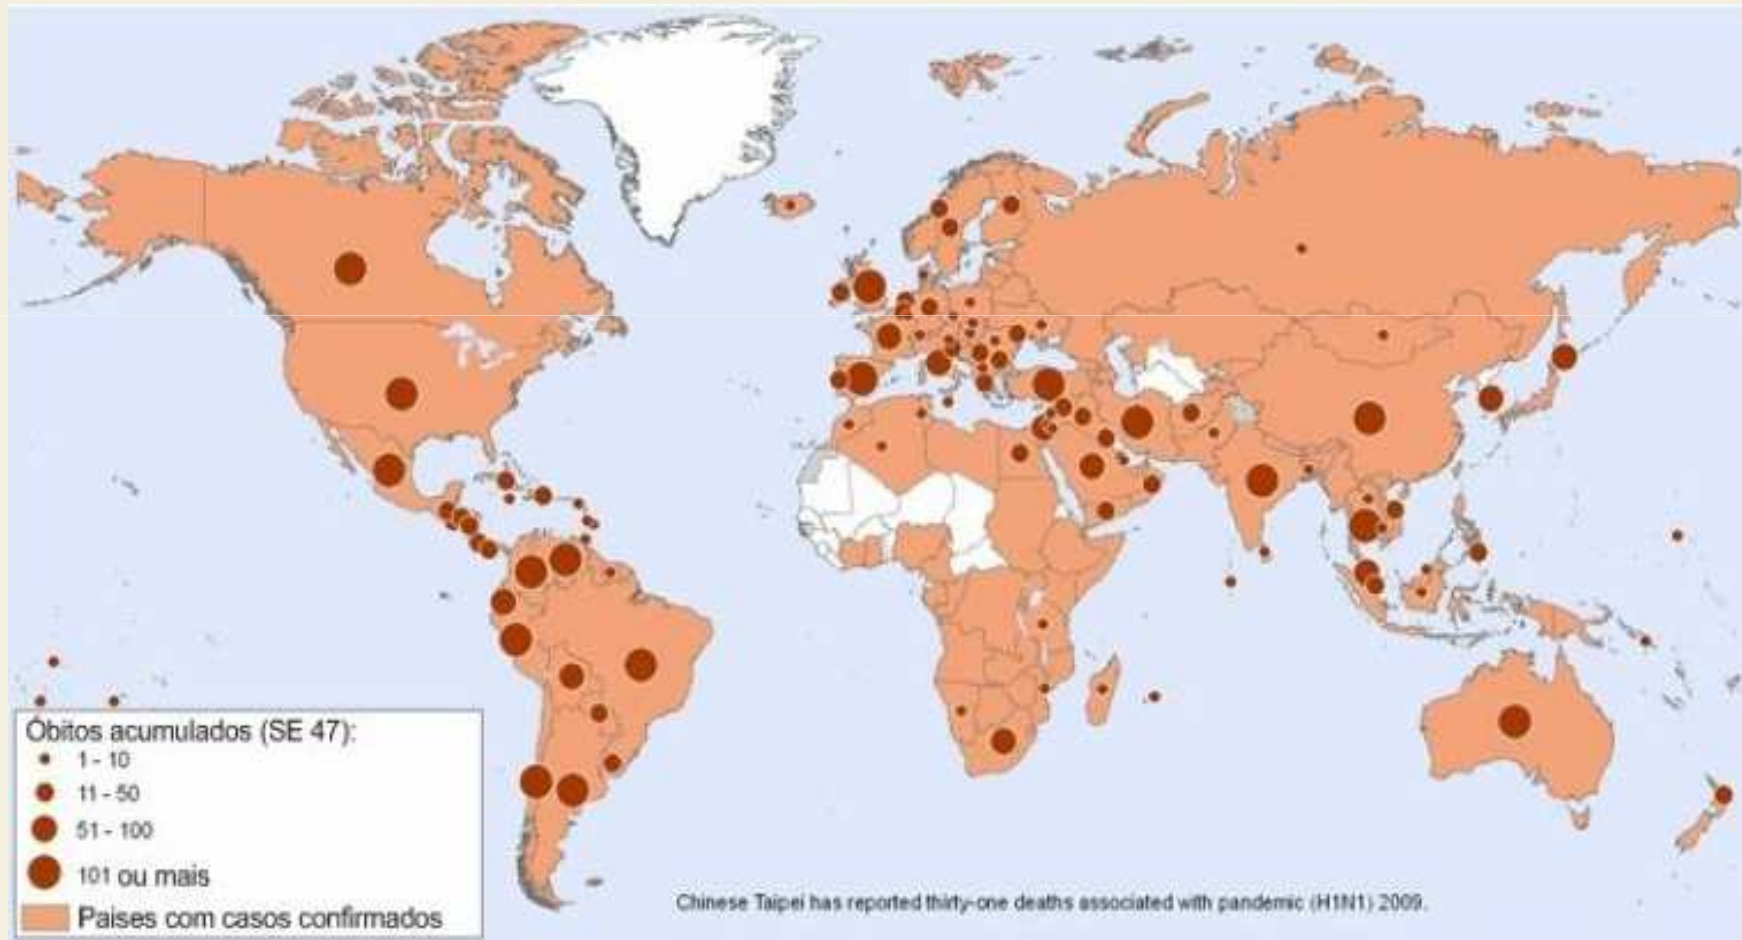 Óbitos acumulados (SE 47):
1 - 10
11 - 50
51 - 100
101 ou mais
Paises com casos confirmados
Chinese Taipei has reported thirty-one deaths associated with pandemic (H1N1) 2009.